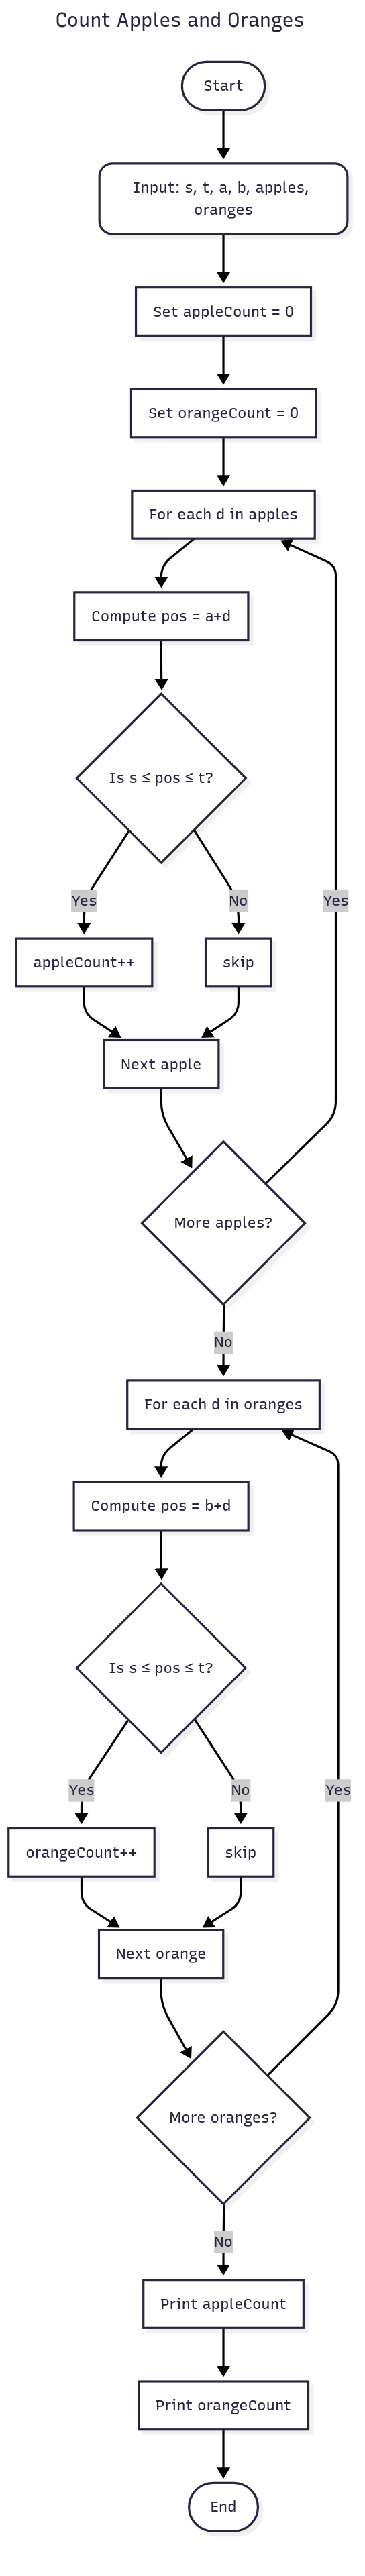 Count Apples and Oranges
Start
Input: s, t, a, b, apples,
oranges
Set appleCount = 0
Set orangeCount = 0
For each d in apples
Compute pos = a+d
Is s ≤ pos ≤ t?
Yes
No
Yes
appleCount++
skip
Next apple
More apples?
No
For each d in oranges
Compute pos = b+d
Is s ≤ pos ≤ t?
Yes
No
Yes
orangeCount++
skip
Next orange
More oranges?
No
Print appleCount
Print orangeCount
End